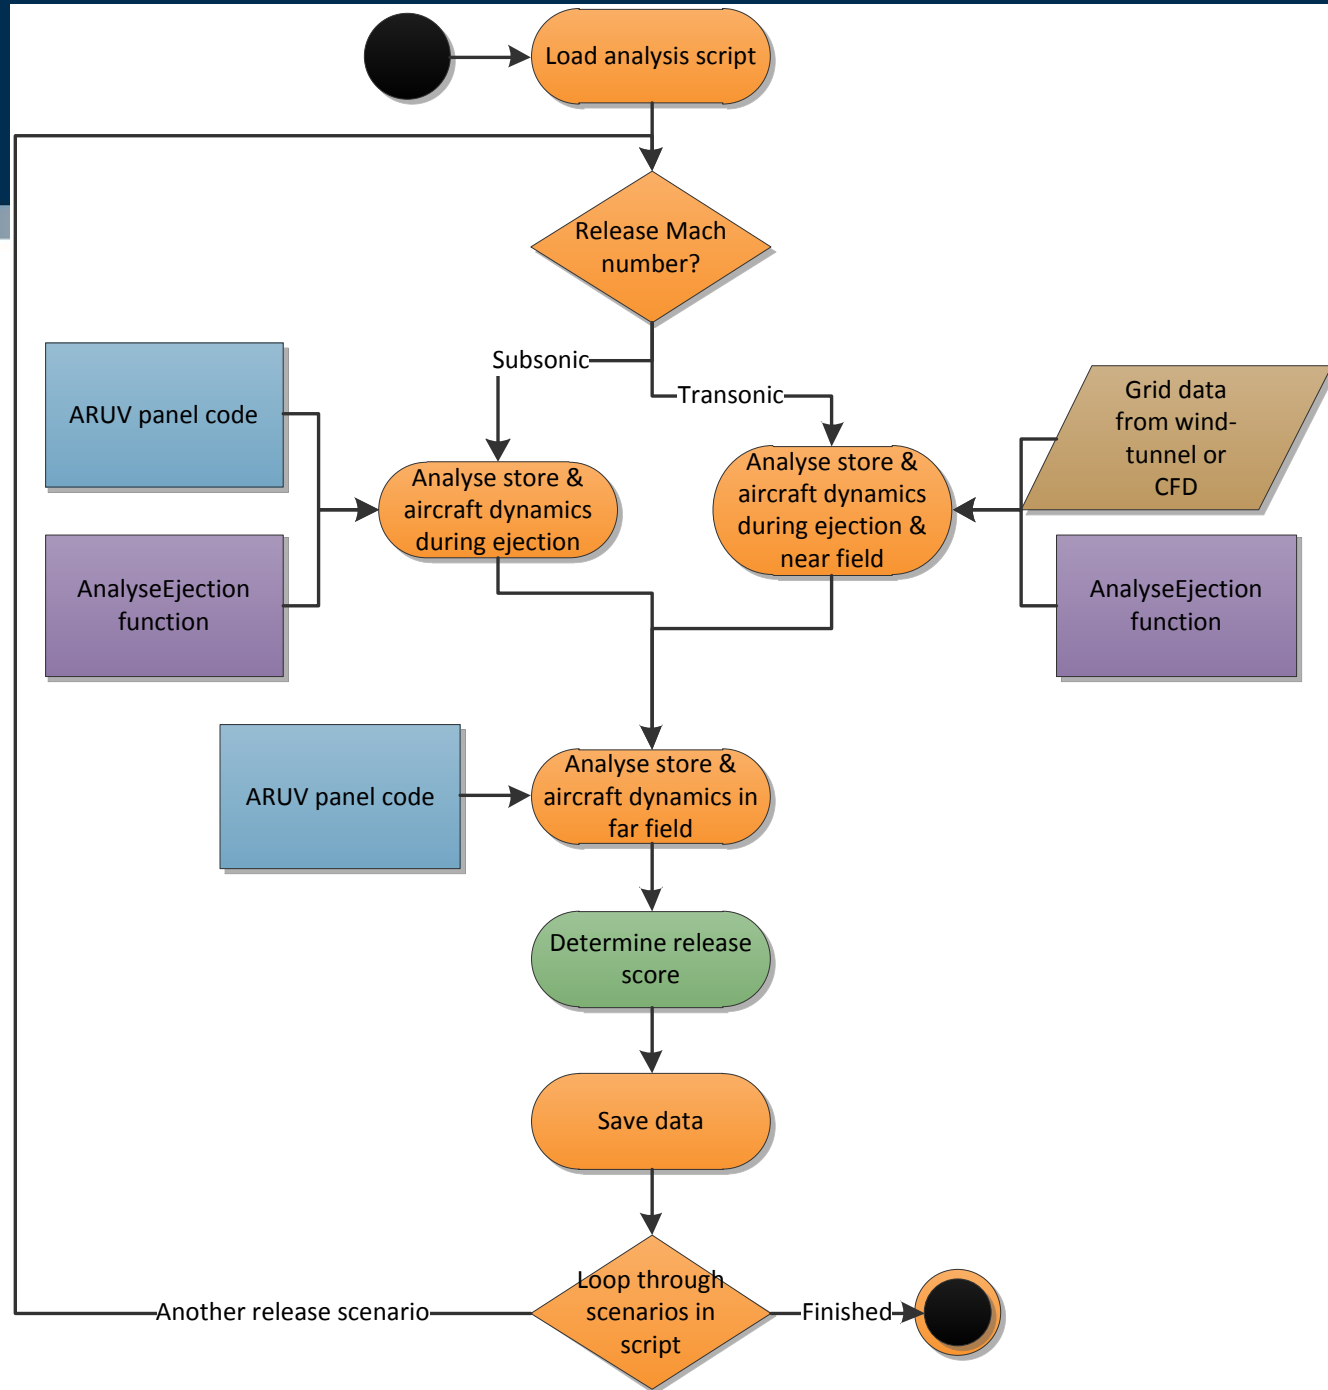 Load analysis script
Release Mach
number?
Subsonic
Transonic
ARUV panel code
Grid data
from wind-
tunnel or
CFD
Analyse store &
aircraft dynamics
during ejection
Analyse store &
aircraft dynamics
during ejection &
near field
AnalyseEjection
function
AnalyseEjection
function
ARUV panel code
Analyse store &
aircraft dynamics in
far field
Determine release
score
Save data
Loop through
scenarios in
script
Another release scenario
Finished